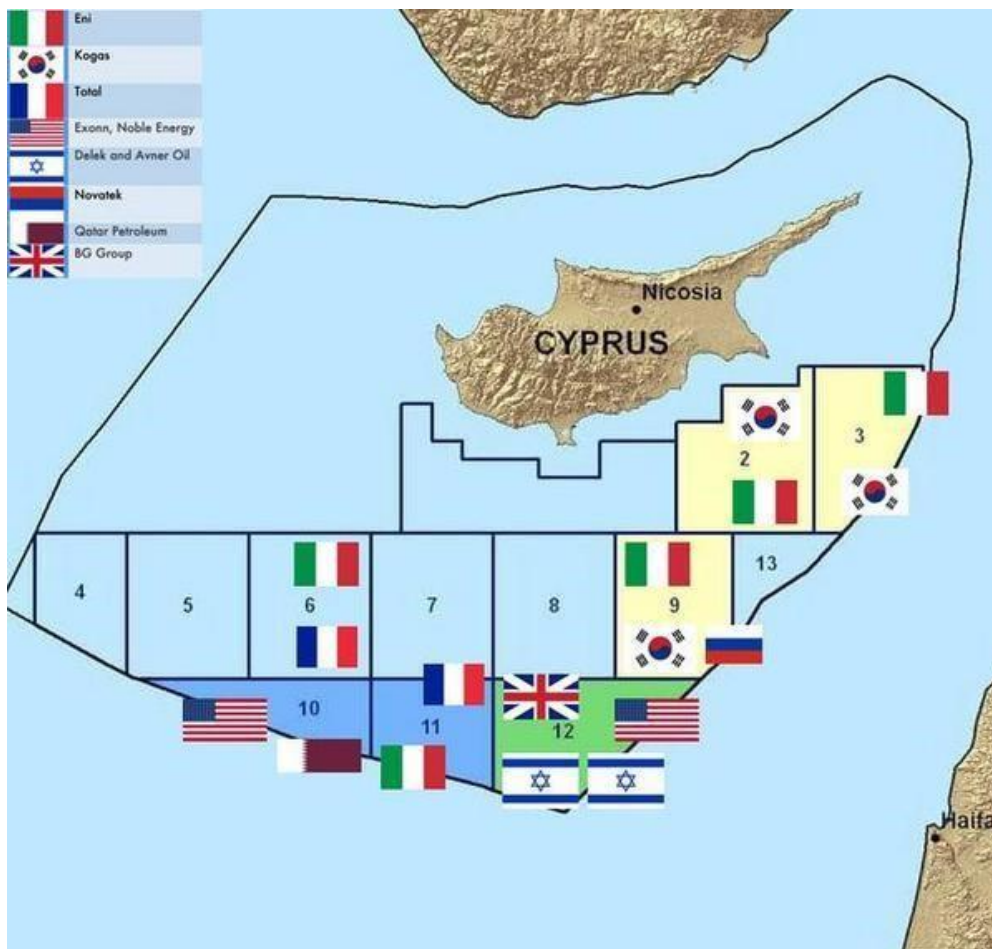 Eni
Kogas
Total
Exonn, Noble Energy
Delek and Avner Oil
Novatek
Qatar Petroleum
BG Group
Nicosia
CYPRUS
3
2
13
4
5
6
7
8
9
10
11
12
Haifa